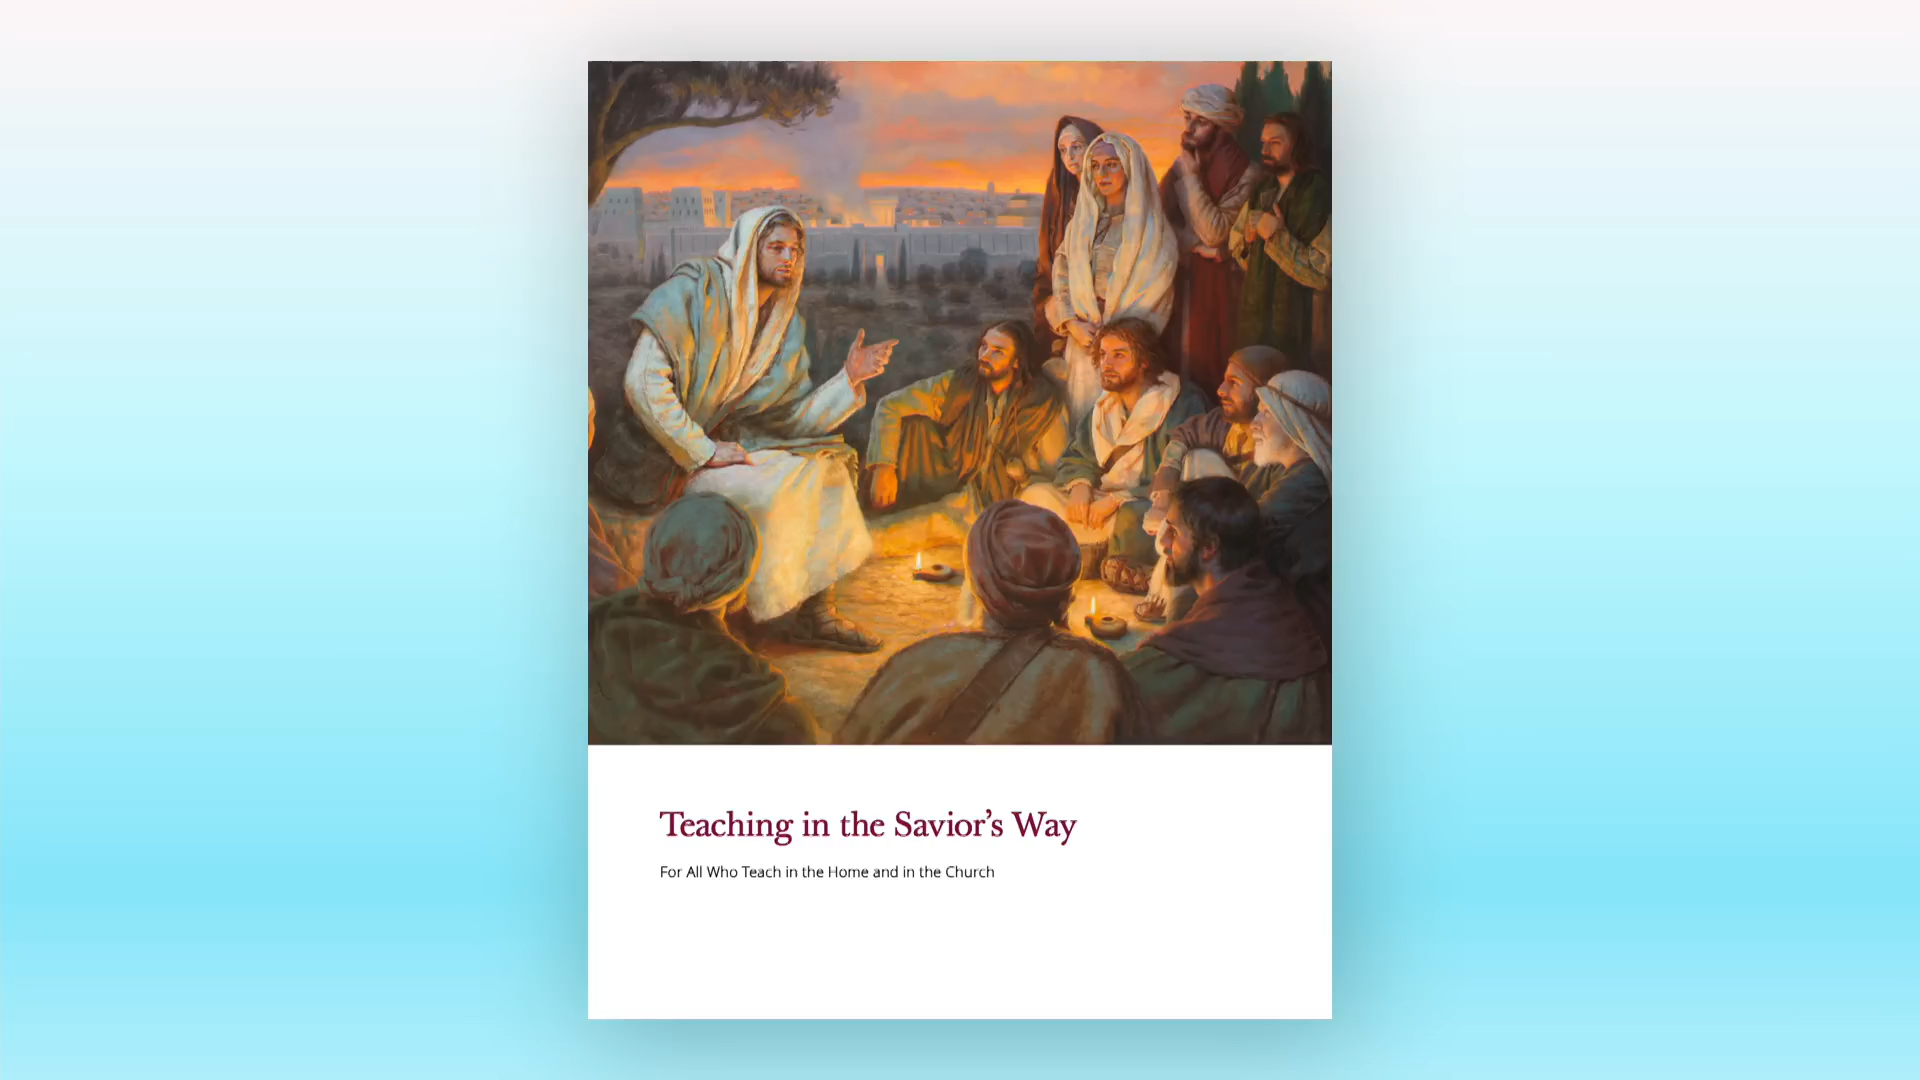 Teaching in the Savior’s Way
For All Who Teach in the Home and in the Church